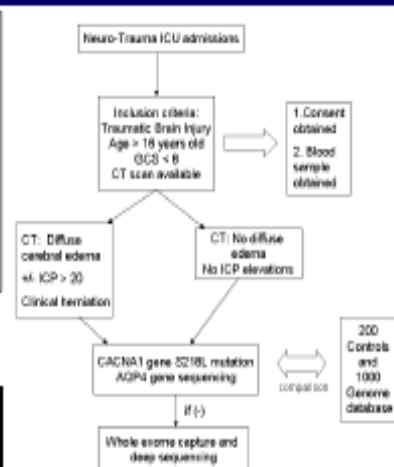 Neuro-Trauma ICU admissions
Inclusion criteria:
Traumatic Brain Injury
Age > 16 years old
GCS < 8
CT scan available
1.Consent
obtained
2. Blood
sample
obtained
CT: Diffuse
cerebral edema
+/- ICP > 20
Clinical herniation
CT: No diffuse
edema
No ICP elevations
CACNA1 gene S218L mutation
AQP4 gene sequencing
comparison
200
Controls
and
1000
Genome
database
if (-)
Whole exome capture and
deep sequencing